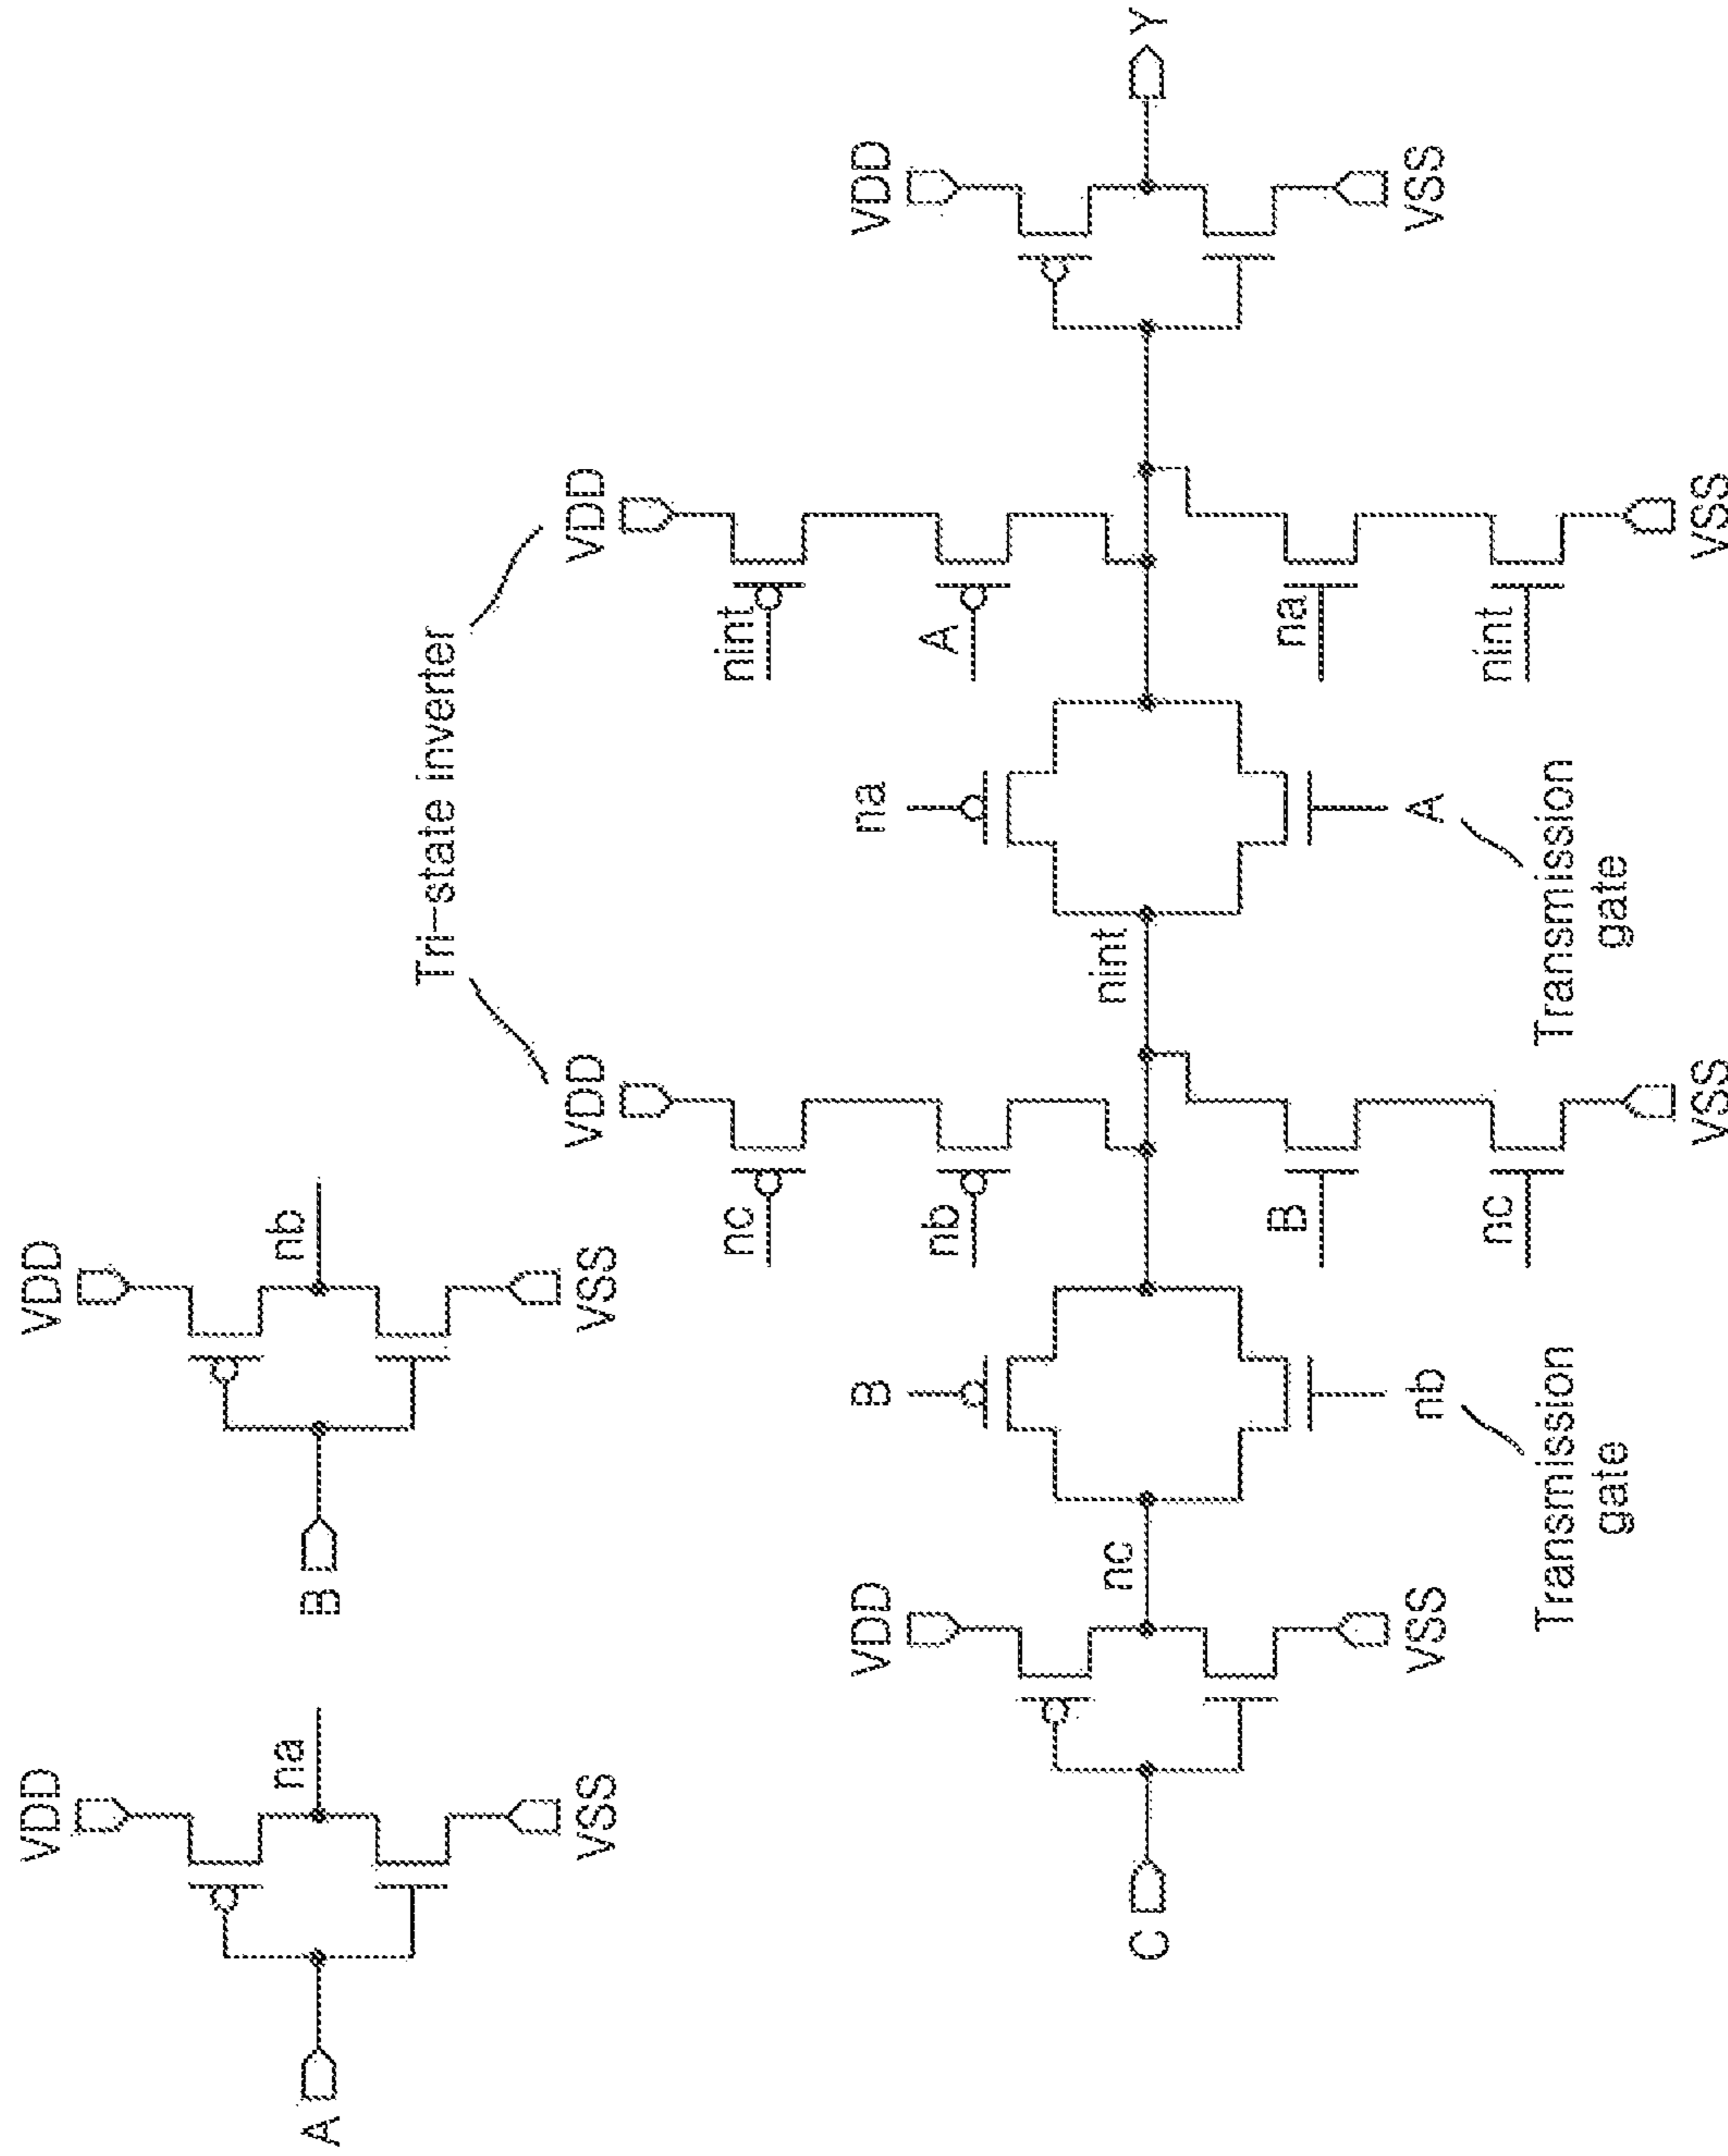 VDD
VDD
na
nb
A
B
Tri-state inverter
VSS
VSS
VDD
VDD
nc
nint
VDD
B
na
VDD
nb
A
nc
nint
C
Y
B
na
VSS
nb
A
VSS
nc
nint
Transmission
gate
Transmission
gate
VSS
VSS